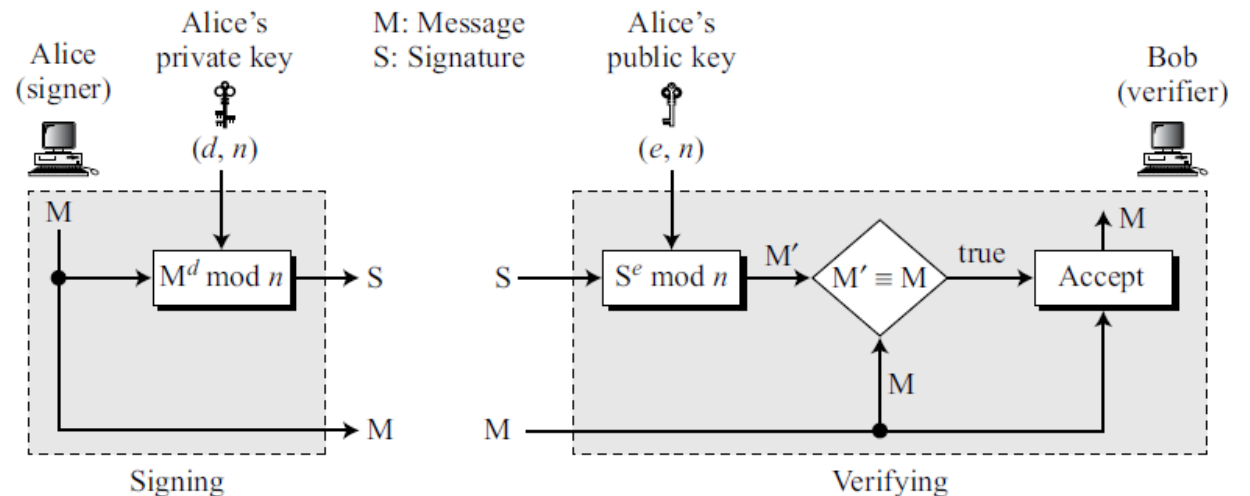 Alice
(signer)
Alice's
private key
(d, n)
M: Message
S: Signature
Alice's
public key
(e, n)
Bob
(verifier)
M
M^d mod n
S
M
Signing
S
S^e mod n
M′
M′ ≡ M
true
Accept
M
M
M
Verifying